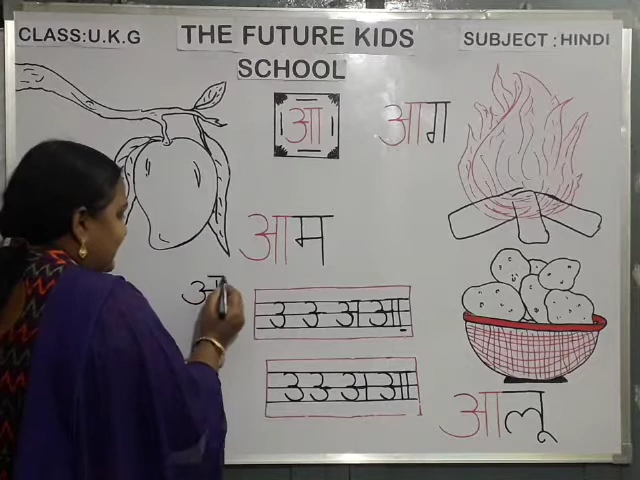 CLASS:U.K.G
THE FUTURE KIDS
SCHOOL
SUBJECT : HINDI
आ
आग
आम
अ
उ उ अ आ
उ उ अ आ
आलू